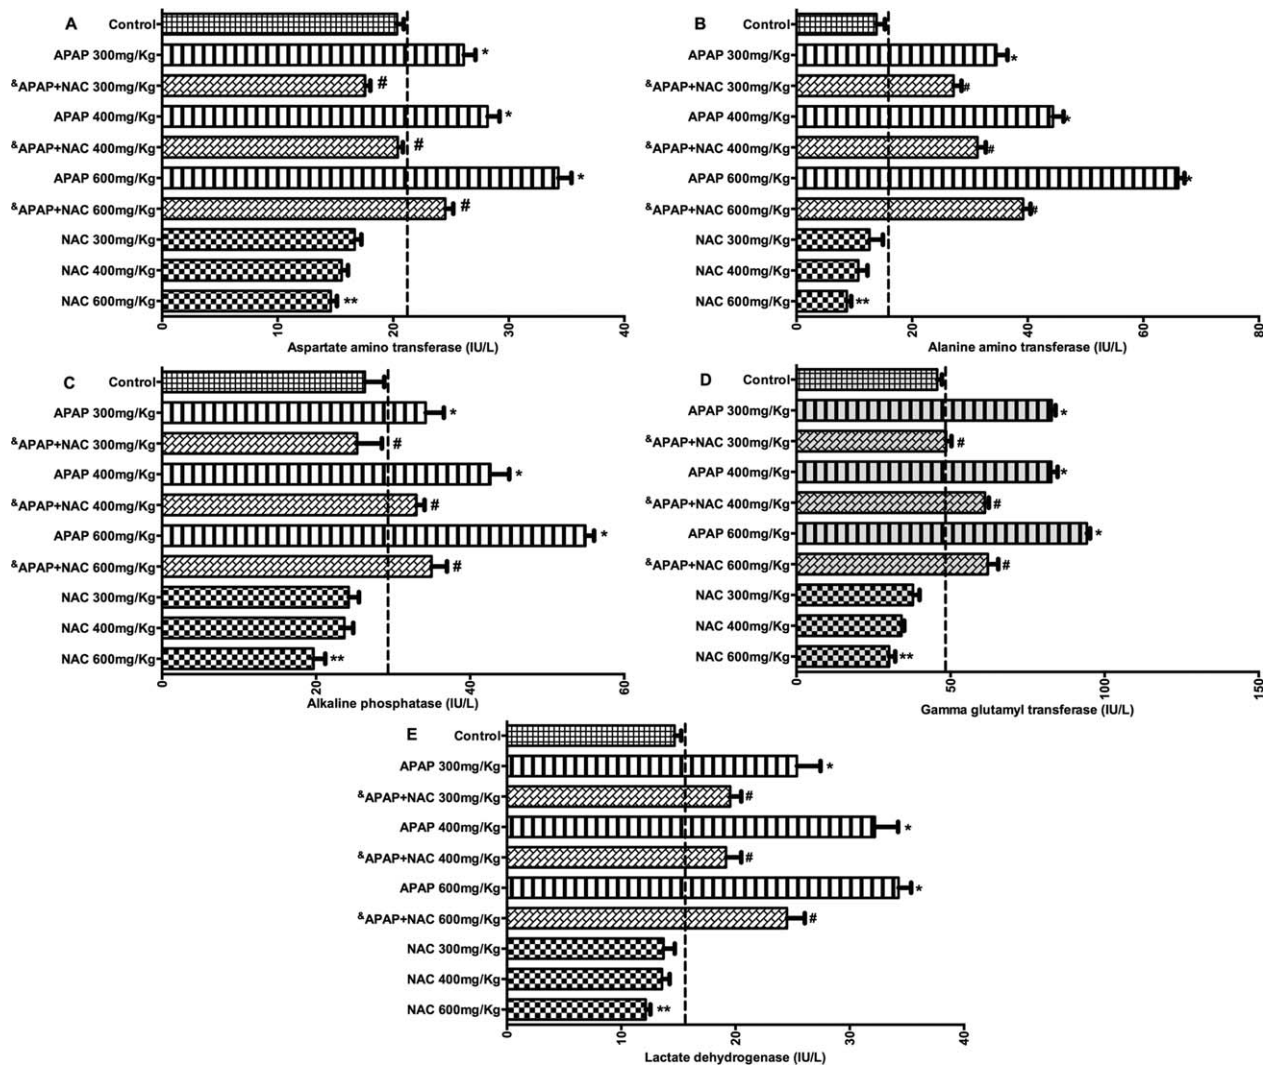 A
Control
APAP 300mg/Kg *
&APAP+NAC 300mg/Kg #
APAP 400mg/Kg *
&APAP+NAC 400mg/Kg #
APAP 600mg/Kg *
&APAP+NAC 600mg/Kg #
NAC 300mg/Kg
NAC 400mg/Kg
NAC 600mg/Kg **
0 10 20 30 40
Aspartate amino transferase (IU/L)
B
Control
APAP 300mg/Kg *
&APAP+NAC 300mg/Kg #
APAP 400mg/Kg *
&APAP+NAC 400mg/Kg #
APAP 600mg/Kg *
&APAP+NAC 600mg/Kg #
NAC 300mg/Kg
NAC 400mg/Kg
NAC 600mg/Kg **
0 20 40 60 80
Alanine amino transferase (IU/L)
C
Control
APAP 300mg/Kg *
&APAP+NAC 300mg/Kg #
APAP 400mg/Kg *
&APAP+NAC 400mg/Kg #
APAP 600mg/Kg *
&APAP+NAC 600mg/Kg #
NAC 300mg/Kg
NAC 400mg/Kg
NAC 600mg/Kg **
0 20 40 60
Alkaline phosphatase (IU/L)
D
Control
APAP 300mg/Kg *
&APAP+NAC 300mg/Kg #
APAP 400mg/Kg *
&APAP+NAC 400mg/Kg #
APAP 600mg/Kg *
&APAP+NAC 600mg/Kg #
NAC 300mg/Kg
NAC 400mg/Kg
NAC 600mg/Kg **
0 50 100 150
Gamma glutamyl transferase (IU/L)
E
Control
APAP 300mg/Kg *
&APAP+NAC 300mg/Kg #
APAP 400mg/Kg *
&APAP+NAC 400mg/Kg #
APAP 600mg/Kg *
&APAP+NAC 600mg/Kg #
NAC 300mg/Kg
NAC 400mg/Kg
NAC 600mg/Kg **
0 10 20 30 40
Lactate dehydrogenase (IU/L)